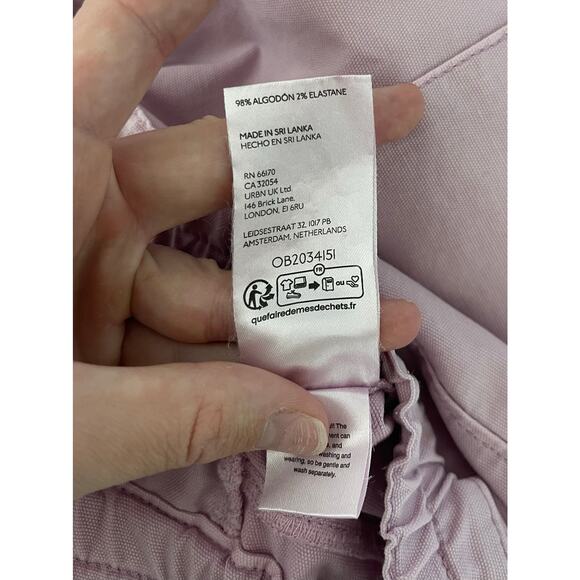 98% ALGODÓN 2% ELASTANE
MADE IN SRI LANKA
HECHO EN SRI LANKA
RN 66170
CA 32054
URBN UK Ltd
146 Brick Lane,
LONDON, E1 6RU
LEIDSESTRAAT 32, 1017 PB
AMSTERDAM, NETHERLANDS
OB2034151
FR
OU
quefairedemesdechets.fr
The
can
and
washing and
wearing, so be gentle and
wash separately.